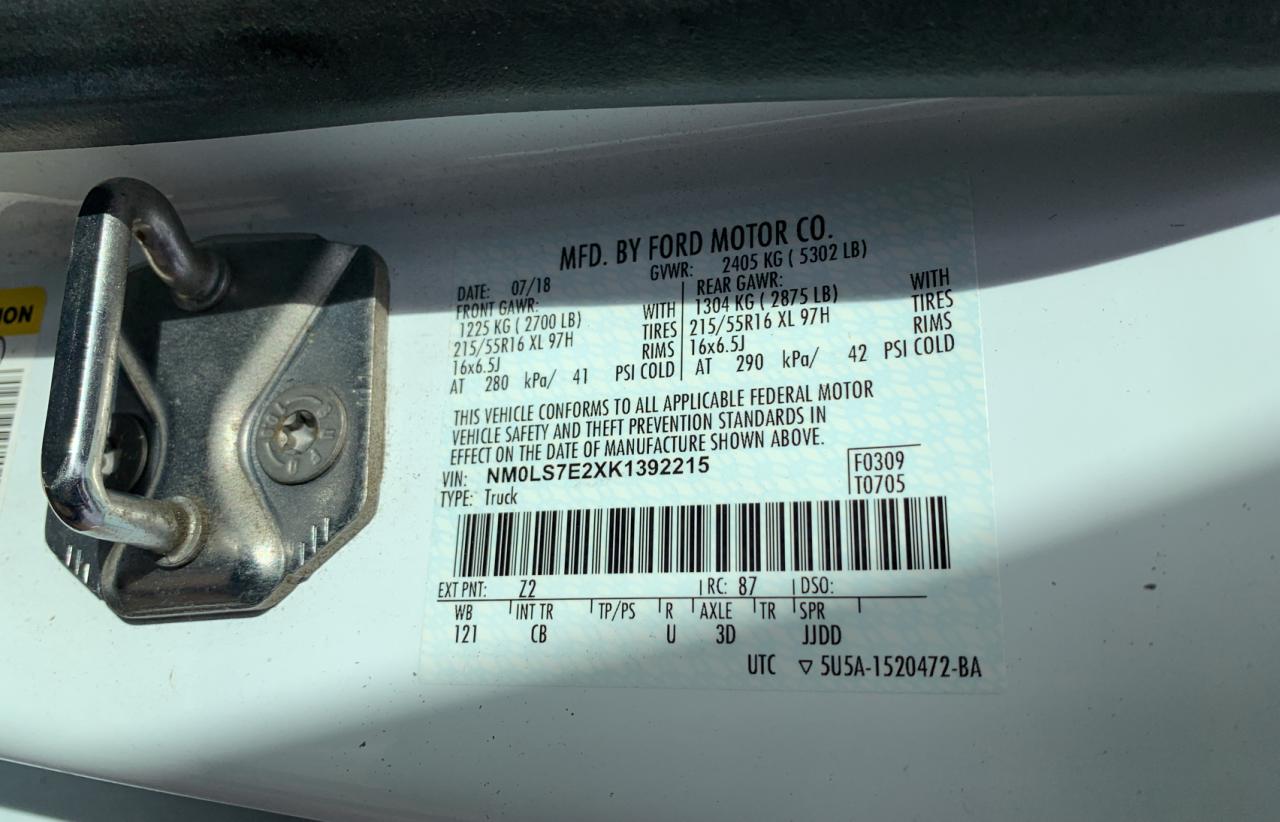 MFD. BY FORD MOTOR CO.
DATE: 07/18 GVWR: 2405 KG ( 5302 LB)
FRONT GAWR: WITH
1225 KG ( 2700 LB) TIRES
215/55R16 XL 97H RIMS
16x6.5J
AT 280 kPa/ 41 PSI COLD
REAR GAWR: WITH
1304 KG ( 2875 LB) TIRES
215/55R16 XL 97H RIMS
16x6.5J
AT 290 kPa/ 42 PSI COLD
THIS VEHICLE CONFORMS TO ALL APPLICABLE FEDERAL MOTOR
VEHICLE SAFETY AND THEFT PREVENTION STANDARDS IN
EFFECT ON THE DATE OF MANUFACTURE SHOWN ABOVE.
VIN: NM0LS7E2XK1392215
TYPE: Truck
F0309
T0705
EXT PNT: Z2 RC: 87 DSO:
WB INT TR TP/PS R AXLE TR SPR
121 CB U 3D JJDD
UTC ▽ 5U5A-1520472-BA